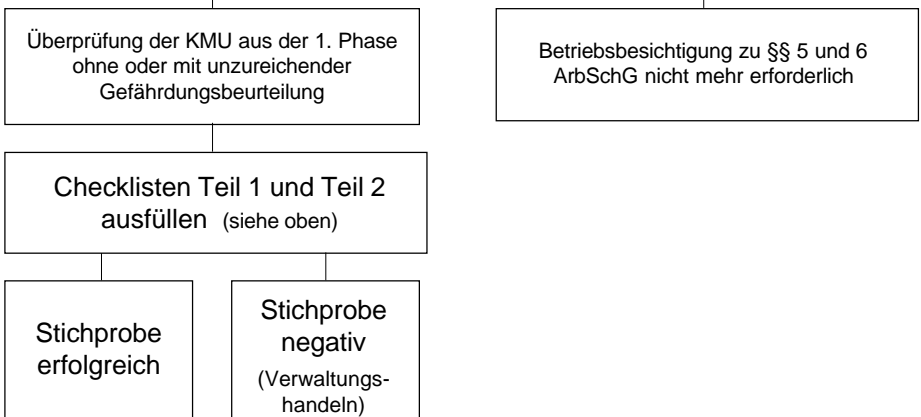 Überprüfung der KMU aus der 1. Phase
ohne oder mit unzureichender
Gefährdungsbeurteilung
Betriebsbesichtigung zu §§ 5 und 6
ArbSchG nicht mehr erforderlich
Checklisten Teil 1 und Teil 2
ausfüllen (siehe oben)
Stichprobe
erfolgreich
Stichprobe
negativ
(Verwaltungs-
handeln)